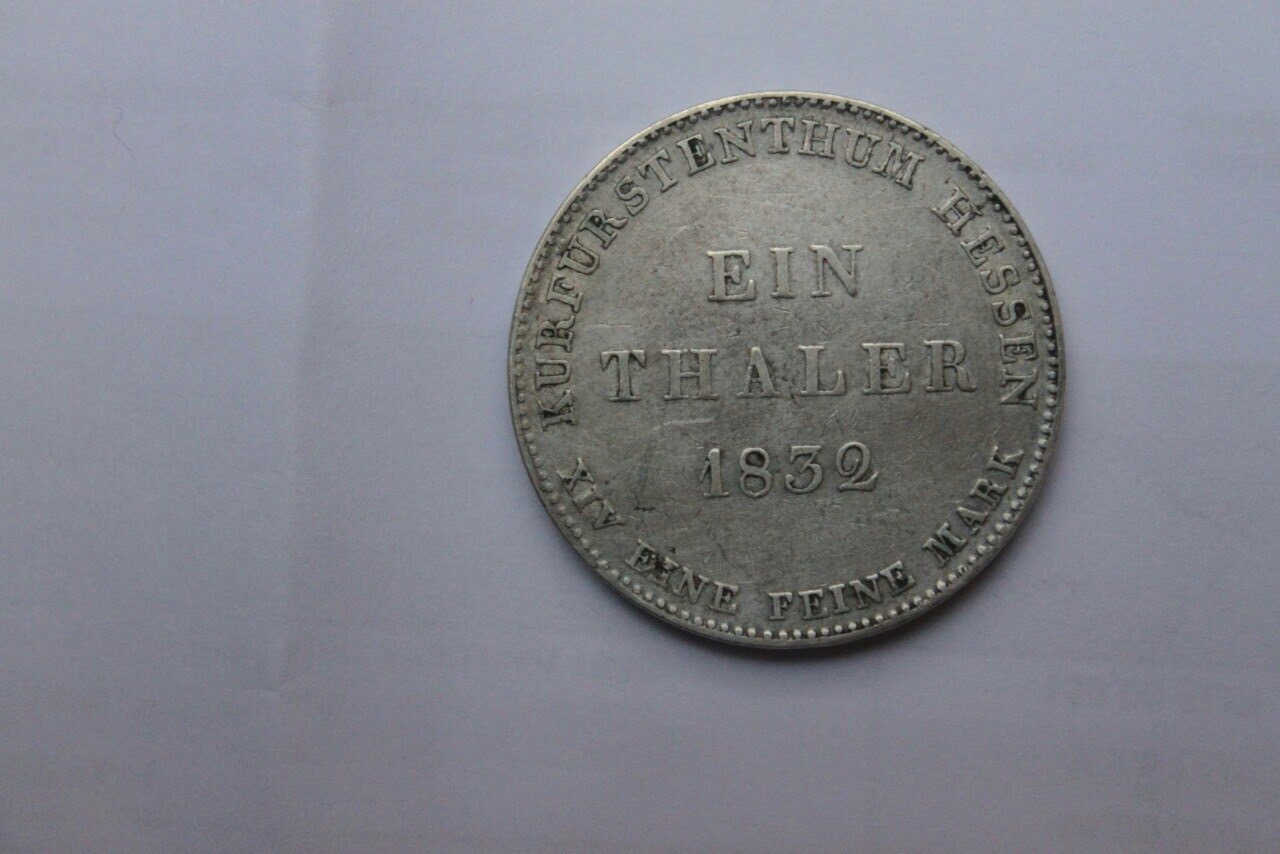 KURFURSTENTHUM HESSEN
EIN
THALER
1832
XIV EINE FEINE MARK